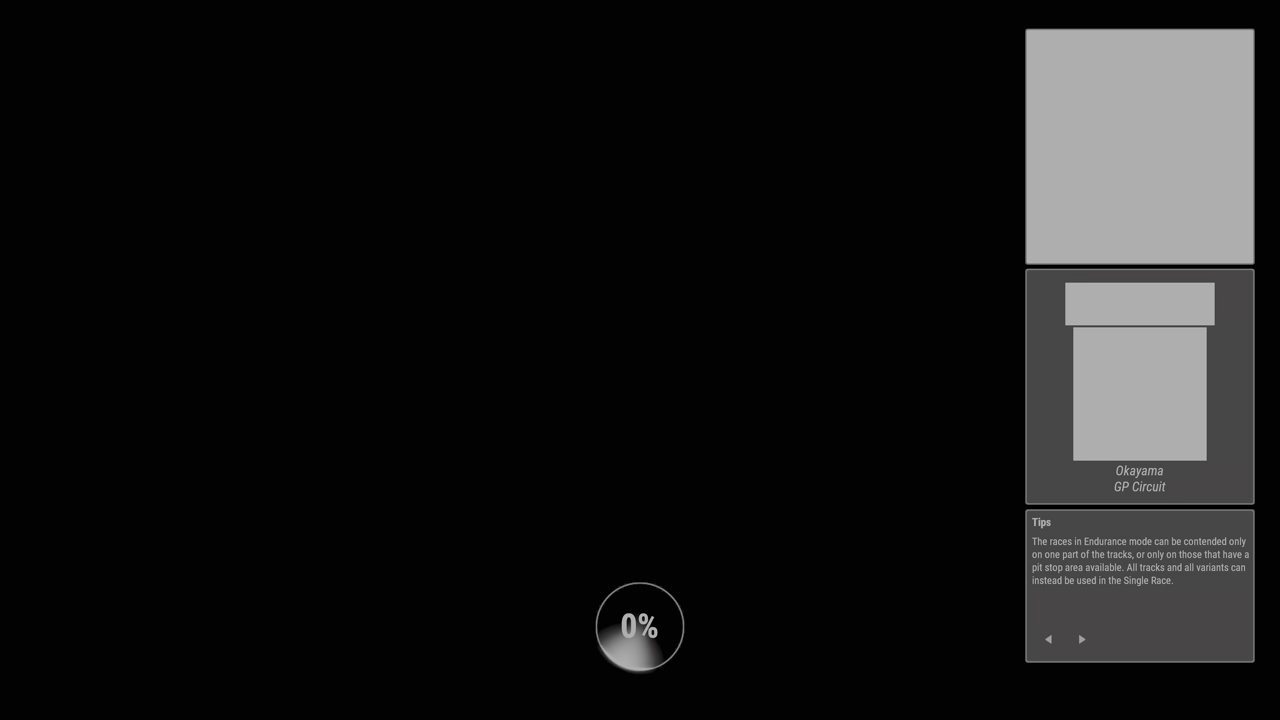 Okayama
GP Circuit
Tips
The races in Endurance mode can be contended only
on one part of the tracks, or only on those that have a
pit stop area available. All tracks and all variants can
instead be used in the Single Race.
0%